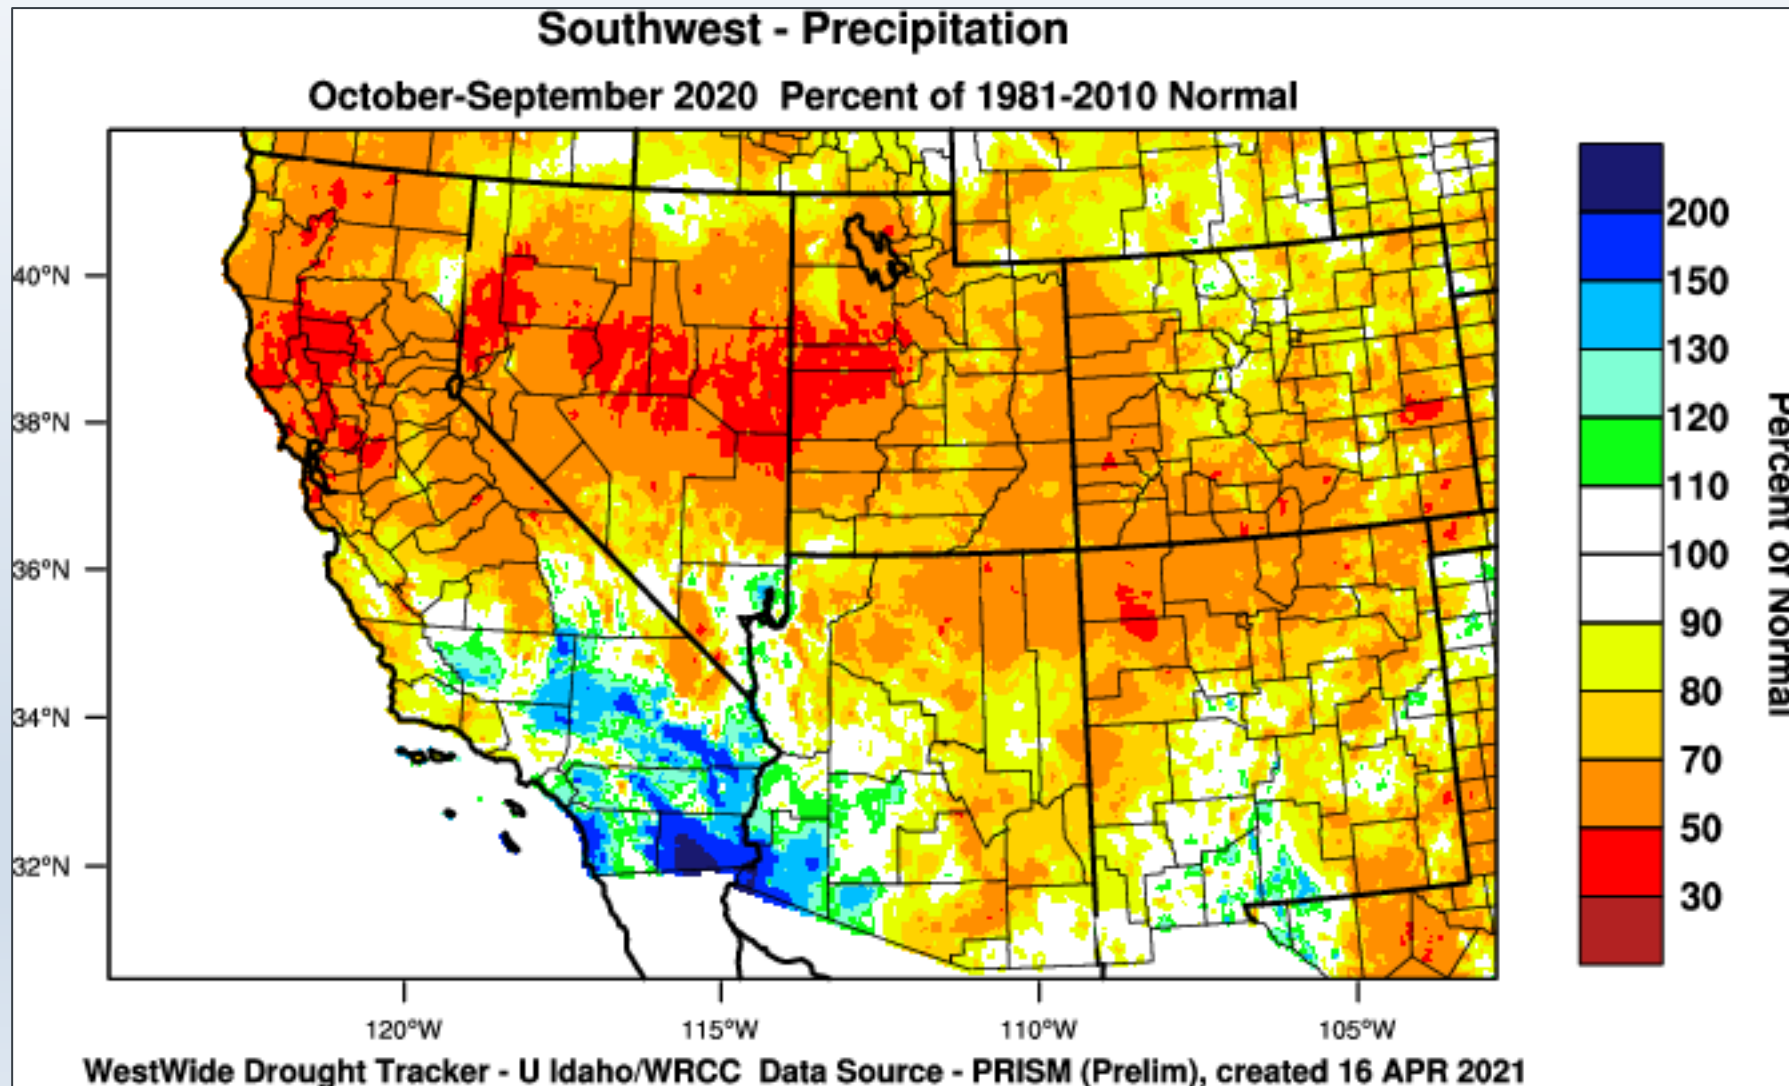 Southwest - Precipitation
October-September 2020 Percent of 1981-2010 Normal
40°N
38°N
36°N
34°N
32°N
120°W
115°W
110°W
105°W
200
150
130
120
110
100
90
80
70
50
30
Percent of Normal
WestWide Drought Tracker - U Idaho/WRCC Data Source - PRISM (Prelim), created 16 APR 2021